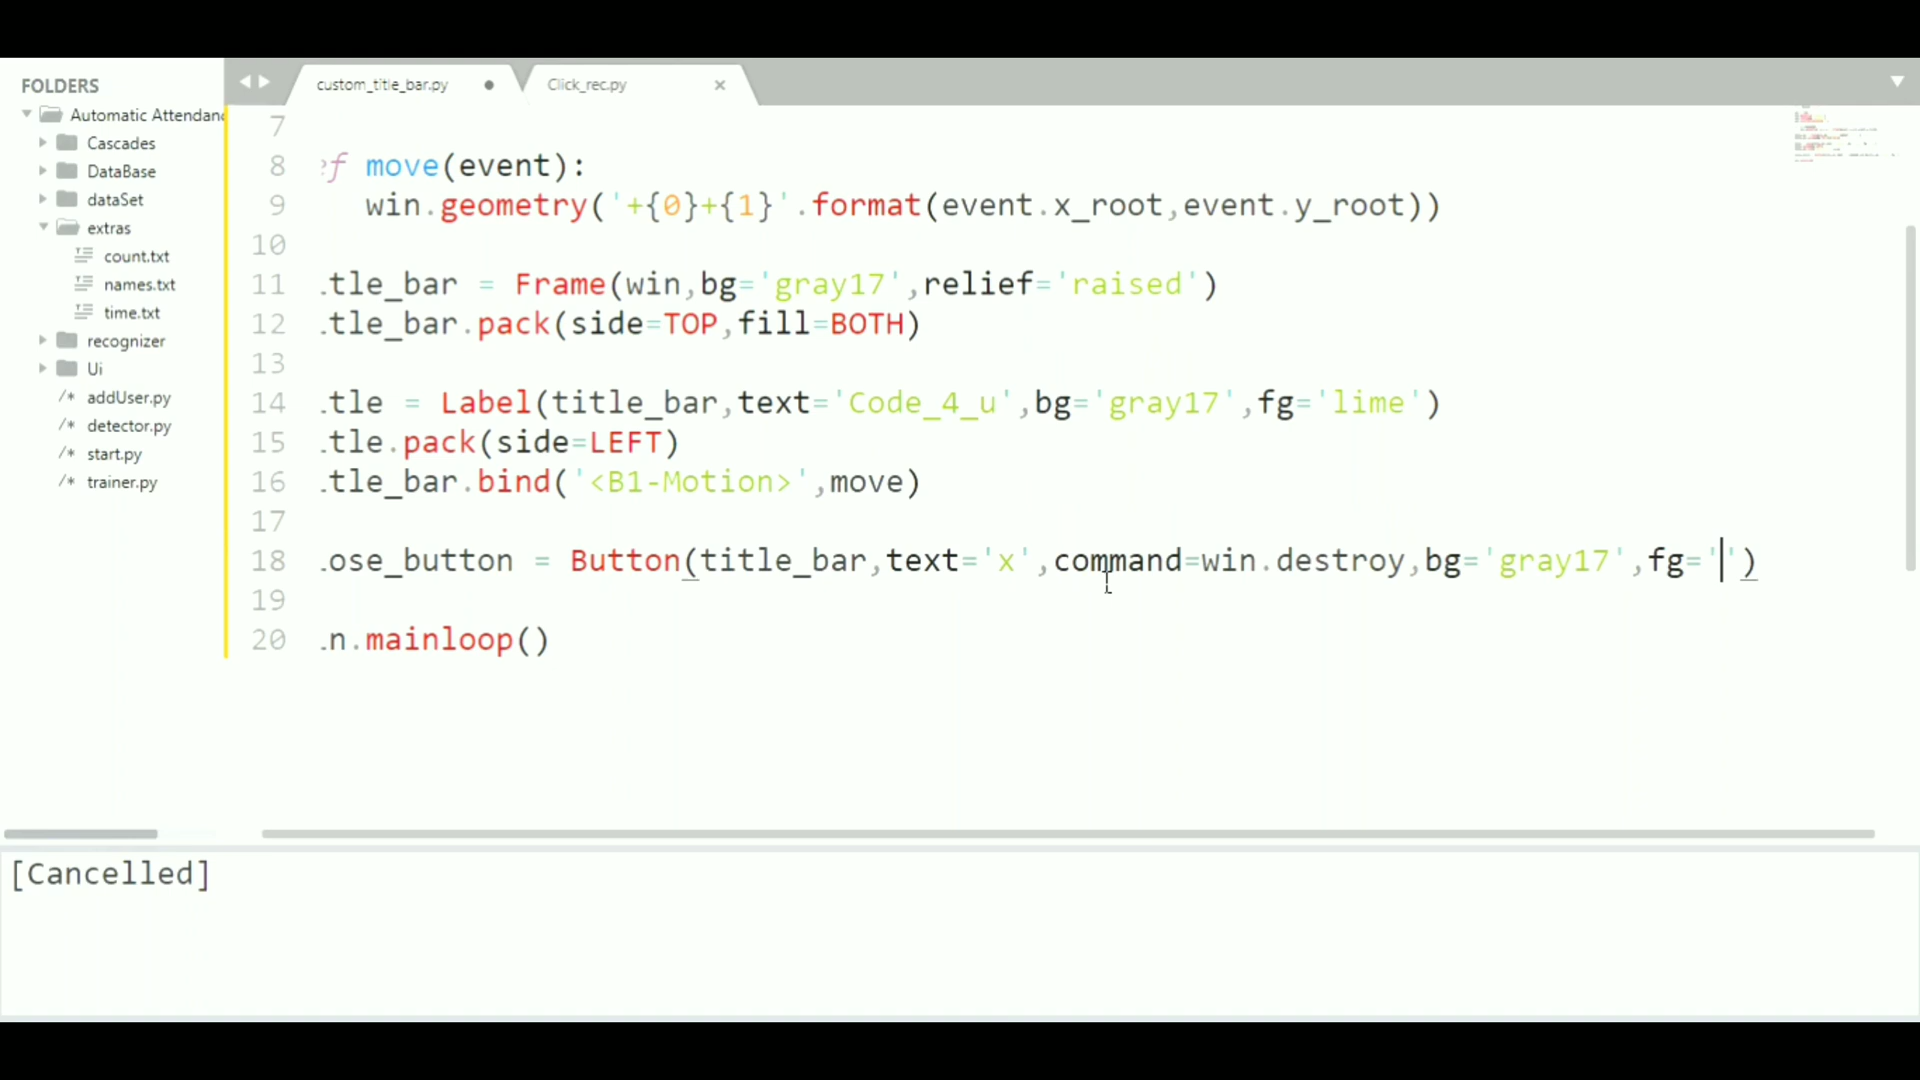 FOLDERS
Automatic Attendanc
Cascades
DataBase
dataSet
extras
count.txt
names.txt
time.txt
recognizer
Ui
/* addUser.py
/* detector.py
/* start.py
/* trainer.py
custom_title_bar.py
Click_rec.py
7
8 ef move(event):
9 win.geometry('+{0}+{1}'.format(event.x_root,event.y_root))
10
11 .tle_bar = Frame(win,bg='gray17',relief='raised')
12 .tle_bar.pack(side=TOP,fill=BOTH)
13
14 .tle = Label(title_bar,text='Code_4_u',bg='gray17',fg='lime')
15 .tle.pack(side=LEFT)
16 .tle_bar.bind('<B1-Motion>',move)
17
18 .ose_button = Button(title_bar,text='x',command=win.destroy,bg='gray17',fg='')
19
20 .n.mainloop()
[Cancelled]